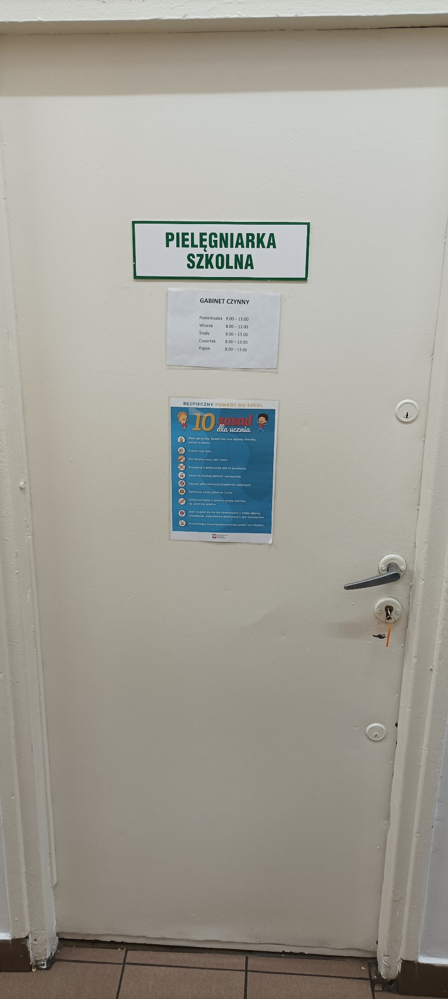 PIELĘGNIARKA
SZKOLNA
GABINET CZYNNY
Poniedziałek 8.00 – 13.00
Wtorek 8.00 – 13.00
Środa 8.00 – 13.00
Czwartek 8.00 – 13.00
Piątek 8.00 – 13.00
BEZPIECZNY POWRÓT DO SZKÓŁ
10 zasad
dla ucznia
Masz gorączkę, kaszel lub inne objawy choroby,
zostań w domu.
Często myj ręce.
Nie dotykaj oczu, ust i nosa.
Zrezygnuj z podawania ręki na powitanie.
Uważnie słuchaj poleceń nauczyciela.
Używaj tylko własnych przyborów szkolnych.
Spożywaj swoje jedzenie i picie.
Unikaj kontaktu z większą grupą uczniów,
np. podczas przerw.
Jeśli czujesz się źle lub obserwujesz u siebie objawy
chorobowe, natychmiast poinformuj o tym nauczyciela.
Przestrzegaj zasad bezpieczeństwa przed i po lekcjach.